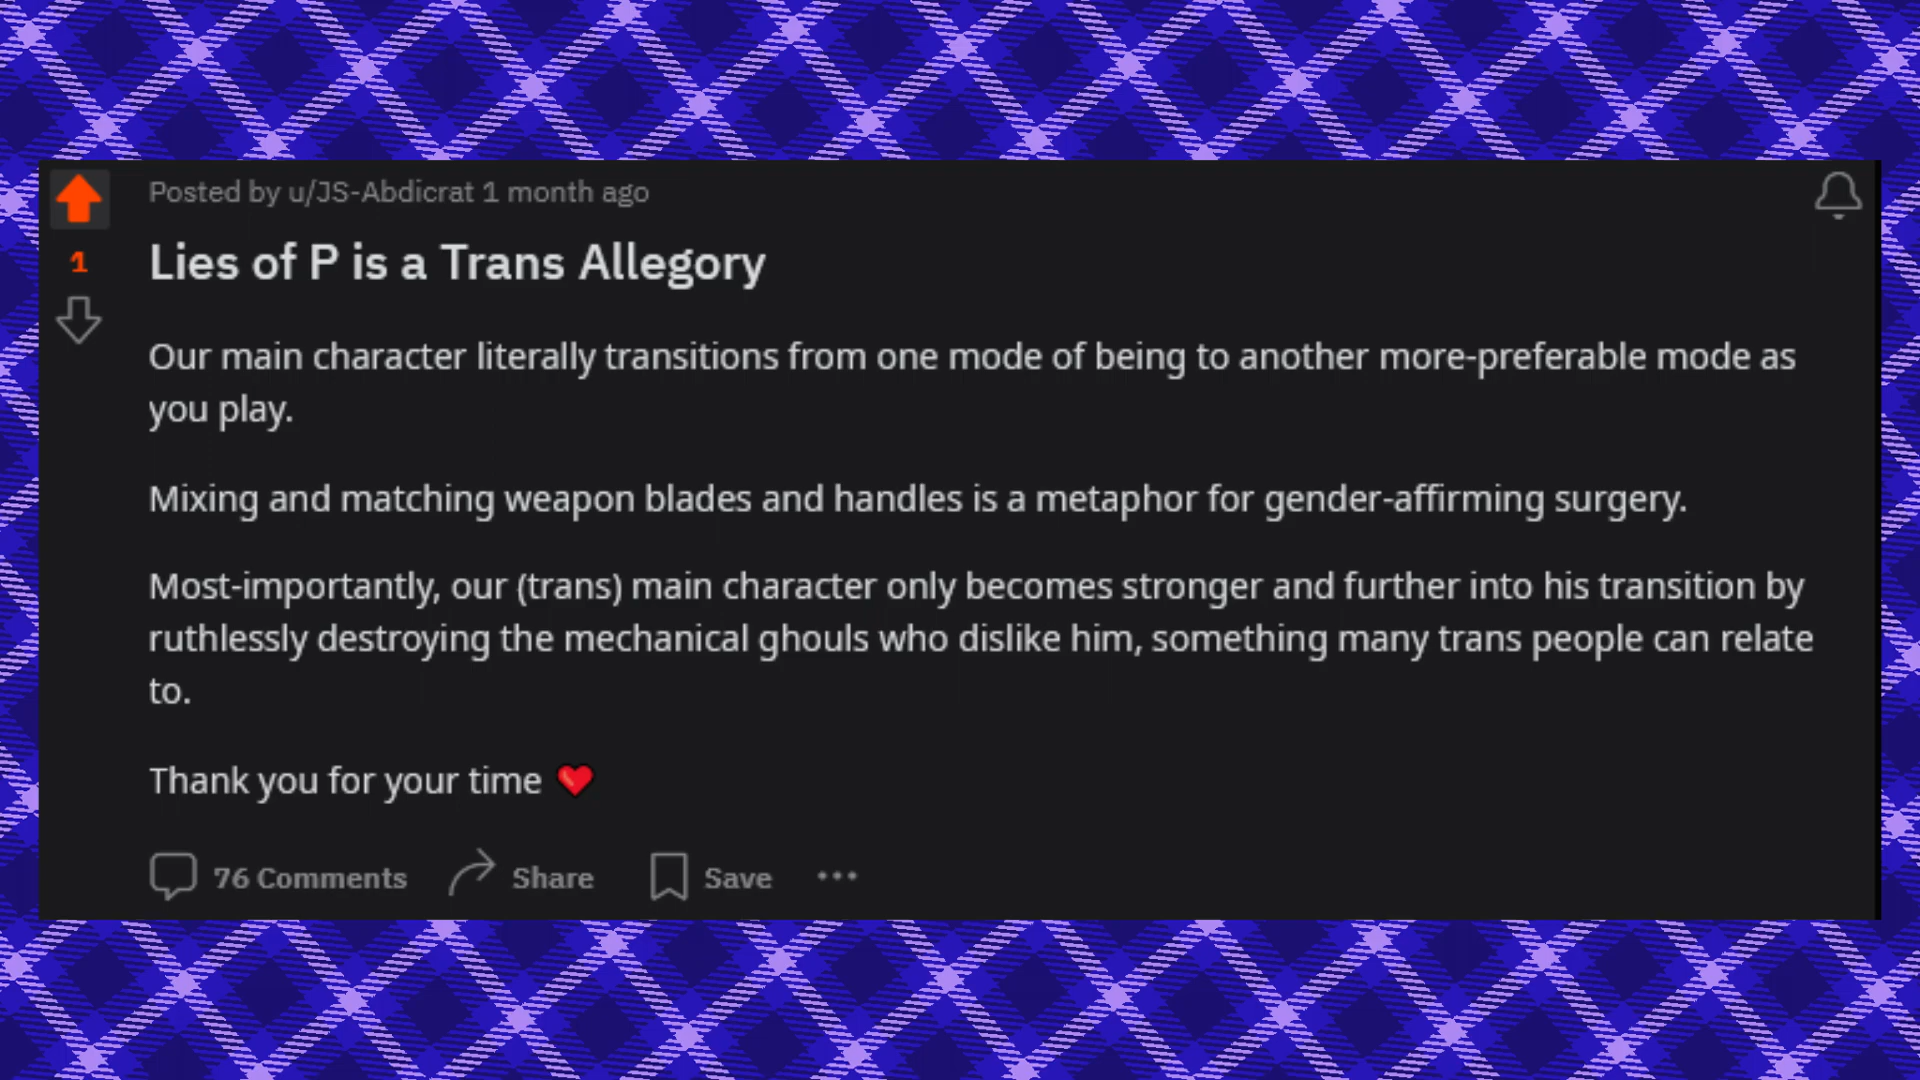 Posted by u/JS-Abdicrat 1 month ago
Lies of P is a Trans Allegory
1
Our main character literally transitions from one mode of being to another more-preferable mode as
you play.
Mixing and matching weapon blades and handles is a metaphor for gender-affirming surgery.
Most-importantly, our (trans) main character only becomes stronger and further into his transition by
ruthlessly destroying the mechanical ghouls who dislike him, something many trans people can relate
to.
Thank you for your time ❤️
76 Comments Share Save ...